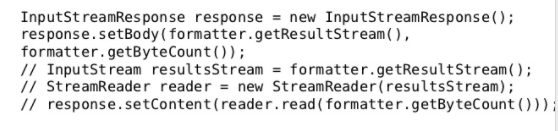 InputStreamResponse response = new InputStreamResponse();
response.setBody(formatter.getResultStream(),
formatter.getByteCount());
// InputStream resultsStream = formatter.getResultStream();
// StreamReader reader = new StreamReader(resultsStream);
// response.setContent(reader.read(formatter.getByteCount()));